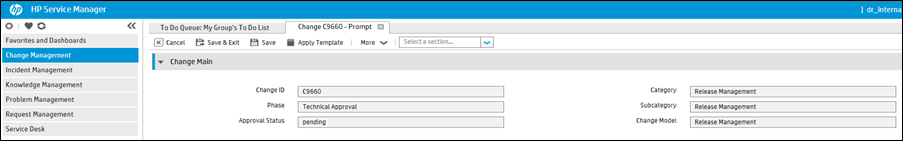 hp HP Service Manager | dr_interna
To Do Queue: My Group's To Do List Change C9660 - Prompt
Cancel Save & Exit Save Apply Template More Select a section....
Favorites and Dashboards
Change Management
Incident Management
Knowledge Management
Problem Management
Request Management
Service Desk
Change Main
Change ID C9660 Category Release Management
Phase Technical Approval Subcategory Release Management
Approval Status pending Change Model Release Management